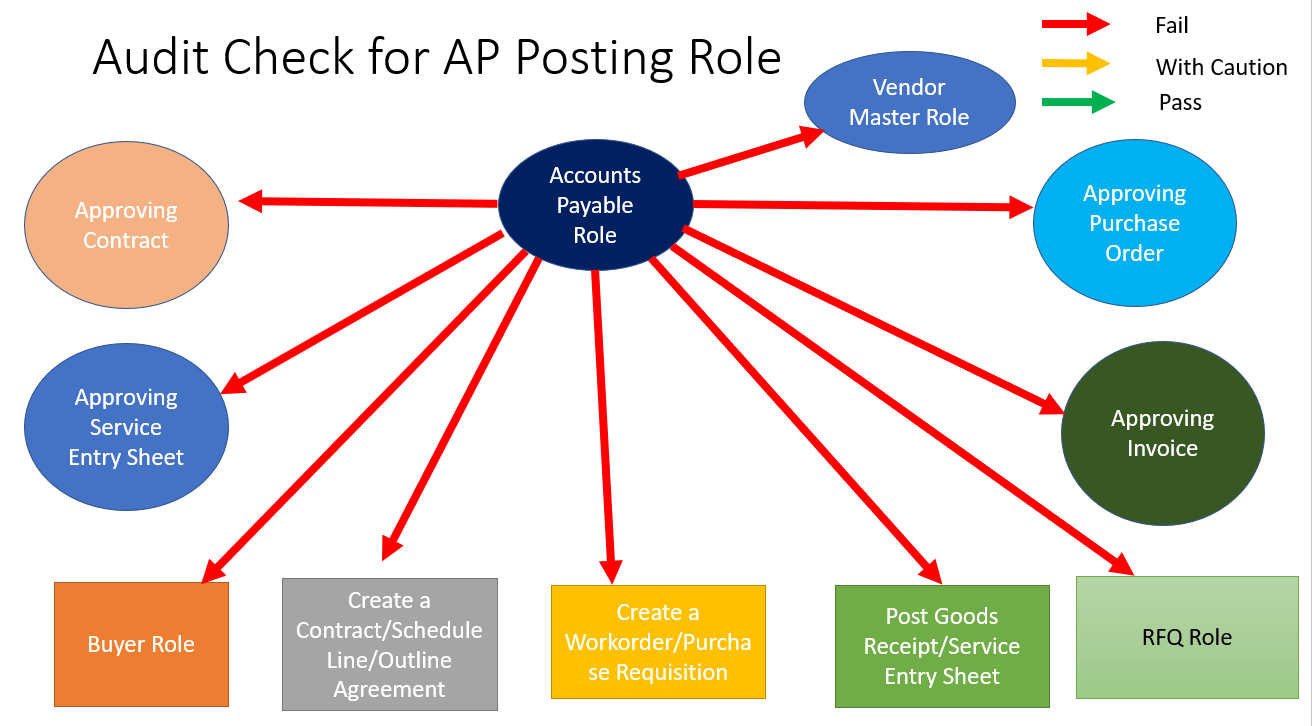 Audit Check for AP Posting Role
Fail
With Caution
Pass
Vendor
Master Role
Accounts
Payable
Role
Approving
Contract
Approving
Purchase
Order
Approving
Service
Entry Sheet
Approving
Invoice
Buyer Role
Create a
Contract/Schedule
Line/Outline
Agreement
Create a
Workorder/Purcha
se Requisition
Post Goods
Receipt/Service
Entry Sheet
RFQ Role